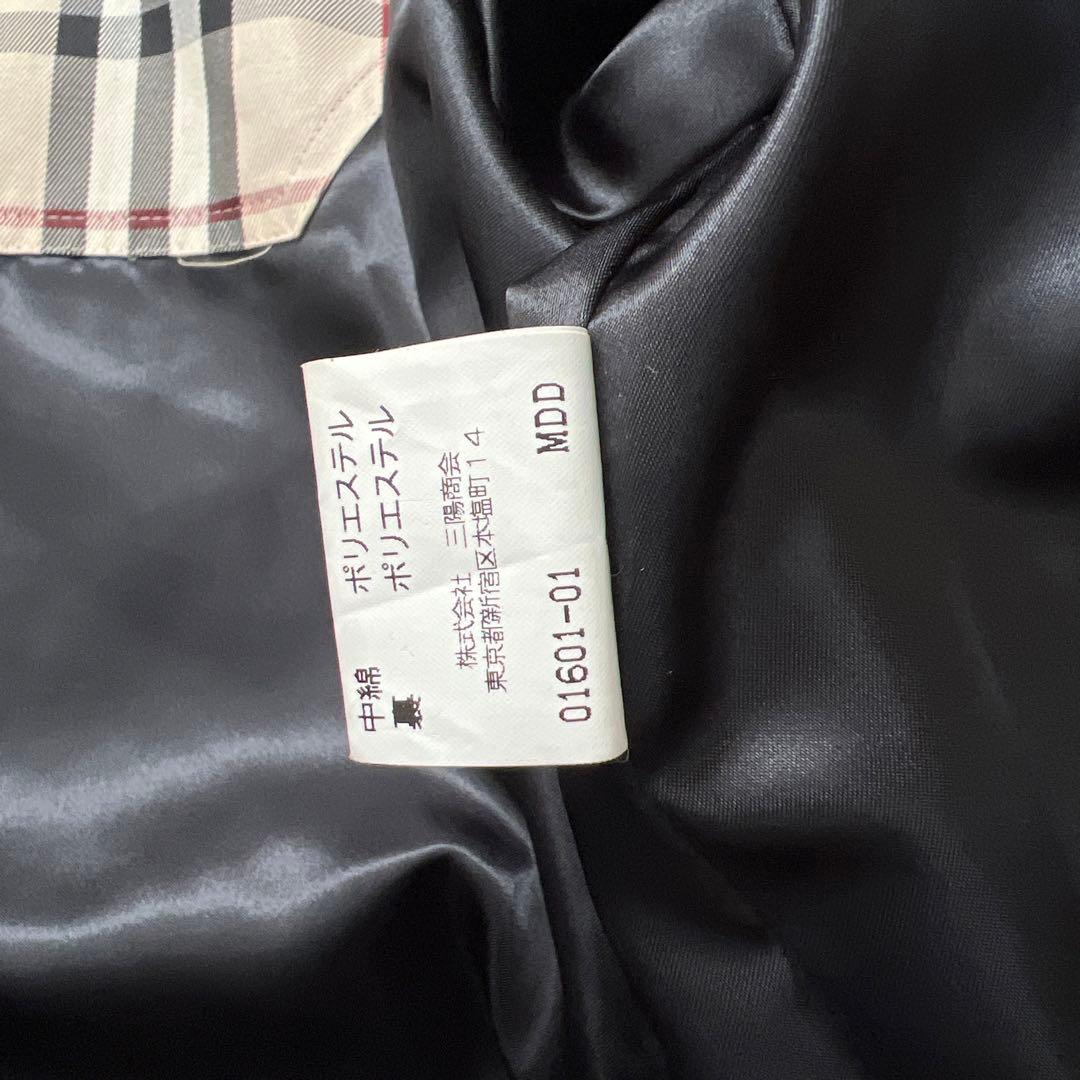 中綿 ポリエステル
裏 ポリエステル
株式会社 三陽商会
東京都新宿区本塩町14
01601-01 MDD